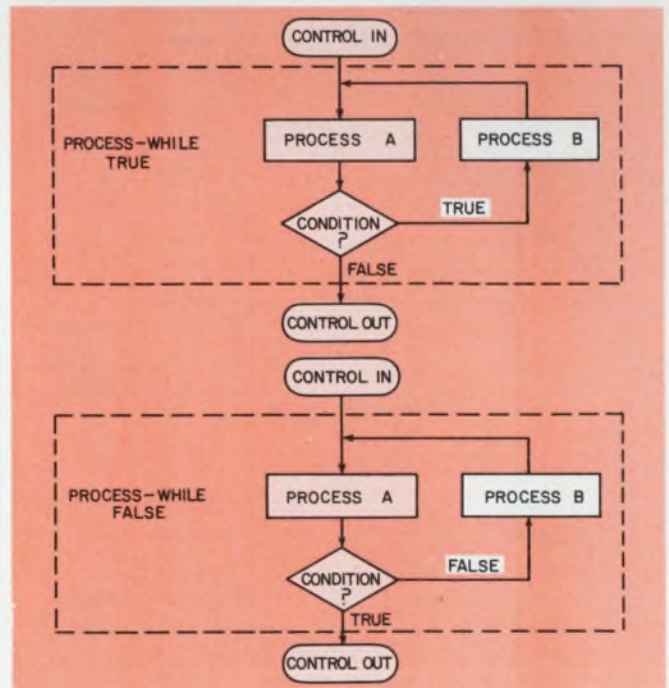 CONTROL IN
PROCESS-WHILE
TRUE
PROCESS A
PROCESS B
CONDITION
?
TRUE
FALSE
CONTROL OUT
CONTROL IN
PROCESS-WHILE
FALSE
PROCESS A
PROCESS B
CONDITION
?
FALSE
TRUE
CONTROL OUT